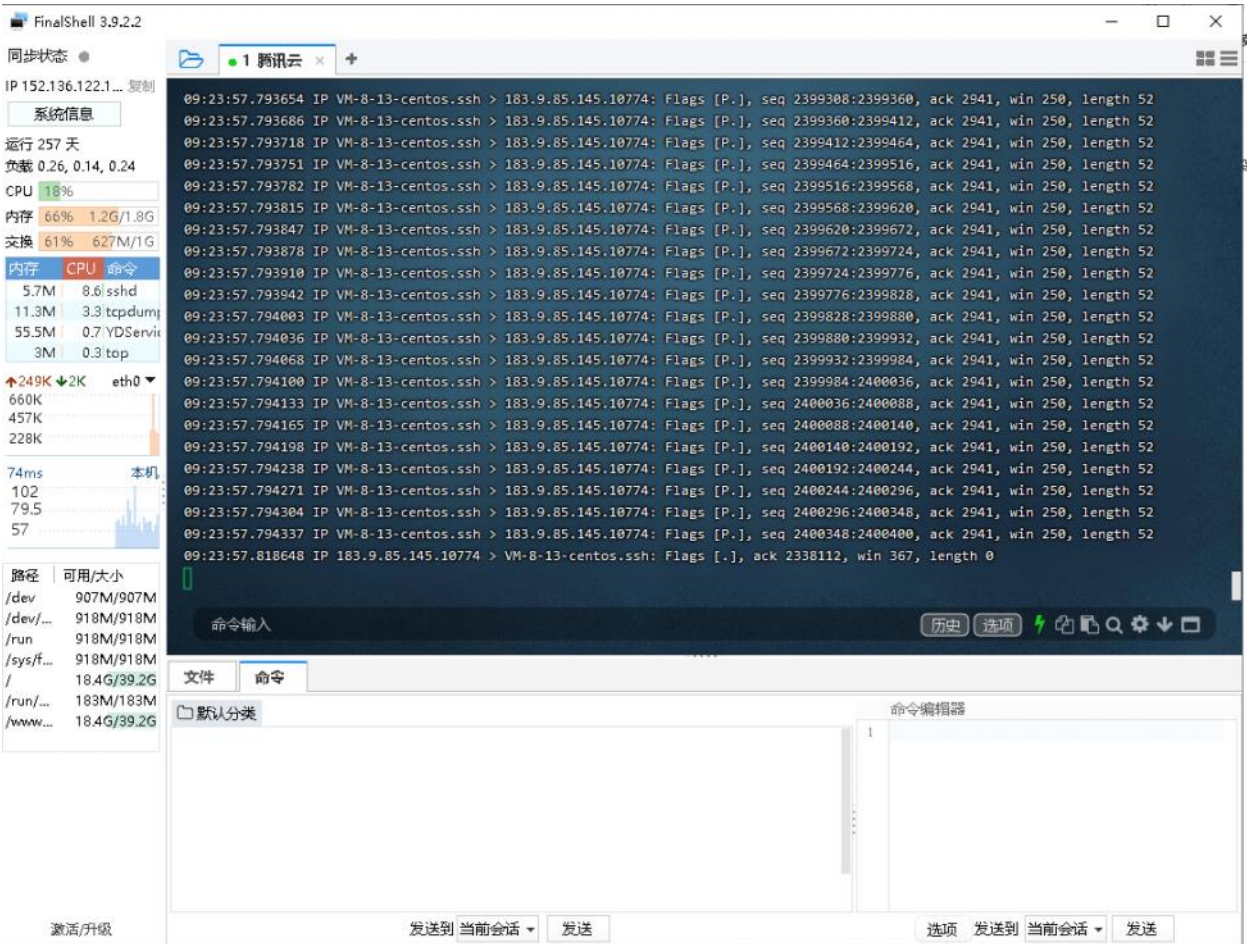 FinalShell 3.9.2.2
同步状态
IP 152.136.122.1... 复制
系统信息
运行 257 天
负载 0.26, 0.14, 0.24
CPU 18%
内存 66% 1.2G/1.8G
交换 61% 627M/1G
内存 CPU 命令
5.7M 8.6 sshd
11.3M 3.3 tcpdump
55.5M 0.7 YDServic
3M 0.3 top
249K 2K eth0
660K
457K
228K
74ms 本机
102
79.5
57
路径 可用/大小
/dev 907M/907M
/dev/... 918M/918M
/run 918M/918M
/sys/f... 918M/918M
/ 18.4G/39.2G
/run/... 183M/183M
/www... 18.4G/39.2G
激活/升级
1 腾讯云 × +
09:23:57.793654 IP VM-8-13-centos.ssh > 183.9.85.145.10774: Flags [P.], seq 2399308:2399360, ack 2941, win 250, length 52
09:23:57.793686 IP VM-8-13-centos.ssh > 183.9.85.145.10774: Flags [P.], seq 2399360:2399412, ack 2941, win 250, length 52
09:23:57.793718 IP VM-8-13-centos.ssh > 183.9.85.145.10774: Flags [P.], seq 2399412:2399464, ack 2941, win 250, length 52
09:23:57.793751 IP VM-8-13-centos.ssh > 183.9.85.145.10774: Flags [P.], seq 2399464:2399516, ack 2941, win 250, length 52
09:23:57.793782 IP VM-8-13-centos.ssh > 183.9.85.145.10774: Flags [P.], seq 2399516:2399568, ack 2941, win 250, length 52
09:23:57.793815 IP VM-8-13-centos.ssh > 183.9.85.145.10774: Flags [P.], seq 2399568:2399620, ack 2941, win 250, length 52
09:23:57.793847 IP VM-8-13-centos.ssh > 183.9.85.145.10774: Flags [P.], seq 2399620:2399672, ack 2941, win 250, length 52
09:23:57.793878 IP VM-8-13-centos.ssh > 183.9.85.145.10774: Flags [P.], seq 2399672:2399724, ack 2941, win 250, length 52
09:23:57.793910 IP VM-8-13-centos.ssh > 183.9.85.145.10774: Flags [P.], seq 2399724:2399776, ack 2941, win 250, length 52
09:23:57.793942 IP VM-8-13-centos.ssh > 183.9.85.145.10774: Flags [P.], seq 2399776:2399828, ack 2941, win 250, length 52
09:23:57.794003 IP VM-8-13-centos.ssh > 183.9.85.145.10774: Flags [P.], seq 2399828:2399880, ack 2941, win 250, length 52
09:23:57.794036 IP VM-8-13-centos.ssh > 183.9.85.145.10774: Flags [P.], seq 2399880:2399932, ack 2941, win 250, length 52
09:23:57.794068 IP VM-8-13-centos.ssh > 183.9.85.145.10774: Flags [P.], seq 2399932:2399984, ack 2941, win 250, length 52
09:23:57.794100 IP VM-8-13-centos.ssh > 183.9.85.145.10774: Flags [P.], seq 2399984:2400036, ack 2941, win 250, length 52
09:23:57.794133 IP VM-8-13-centos.ssh > 183.9.85.145.10774: Flags [P.], seq 2400036:2400088, ack 2941, win 250, length 52
09:23:57.794165 IP VM-8-13-centos.ssh > 183.9.85.145.10774: Flags [P.], seq 2400088:2400140, ack 2941, win 250, length 52
09:23:57.794198 IP VM-8-13-centos.ssh > 183.9.85.145.10774: Flags [P.], seq 2400140:2400192, ack 2941, win 250, length 52
09:23:57.794238 IP VM-8-13-centos.ssh > 183.9.85.145.10774: Flags [P.], seq 2400192:2400244, ack 2941, win 250, length 52
09:23:57.794271 IP VM-8-13-centos.ssh > 183.9.85.145.10774: Flags [P.], seq 2400244:2400296, ack 2941, win 250, length 52
09:23:57.794304 IP VM-8-13-centos.ssh > 183.9.85.145.10774: Flags [P.], seq 2400296:2400348, ack 2941, win 250, length 52
09:23:57.794337 IP VM-8-13-centos.ssh > 183.9.85.145.10774: Flags [P.], seq 2400348:2400400, ack 2941, win 250, length 52
09:23:57.818648 IP 183.9.85.145.10774 > VM-8-13-centos.ssh: Flags [.], ack 2338112, win 367, length 0
命令输入 历史 选项
文件 命令
默认分类
命令编辑器
1
发送到 当前会话 发送
选项 发送到 当前会话 发送